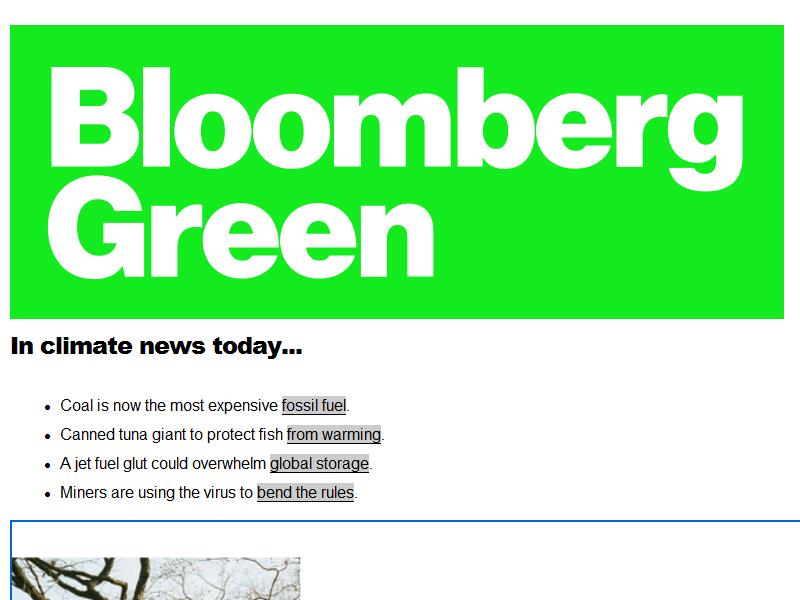 Bloomberg
Green
In climate news today...
Coal is now the most expensive fossil fuel.
Canned tuna giant to protect fish from warming.
A jet fuel glut could overwhelm global storage.
Miners are using the virus to bend the rules.